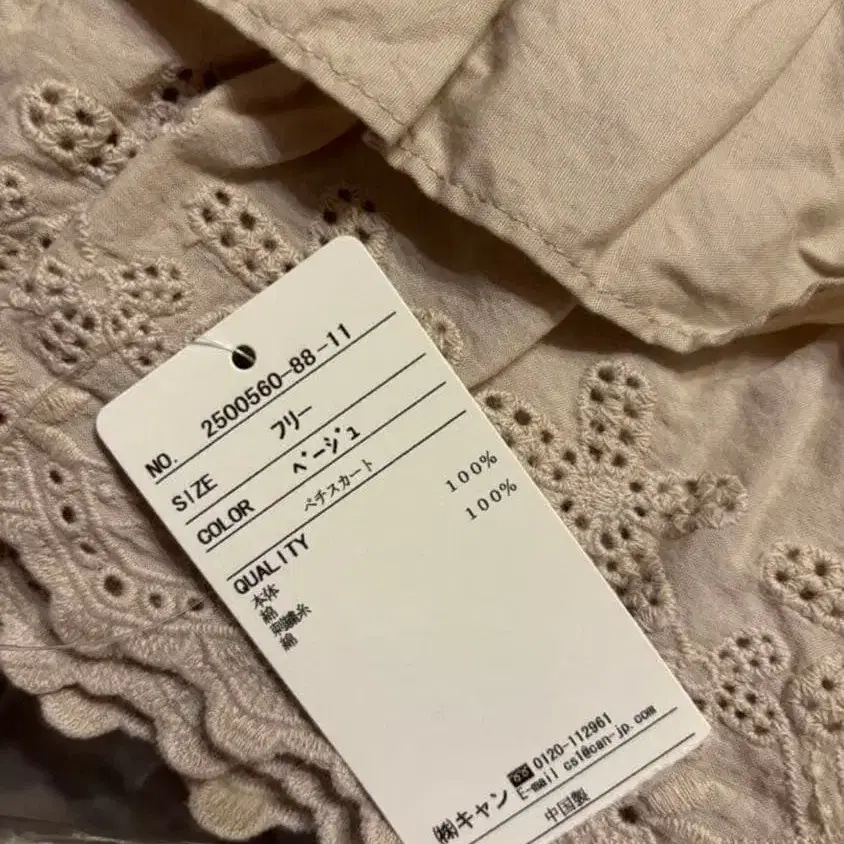 NO. 2500560-88-11
SIZE フリー
COLOR ベージュ
ペチスカート
QUALITY
本体
綿 100%
刺繍糸
綿 100%
㈱キャン ☎ 0120-112961
E-mail cs1@can-jp.com
中国製